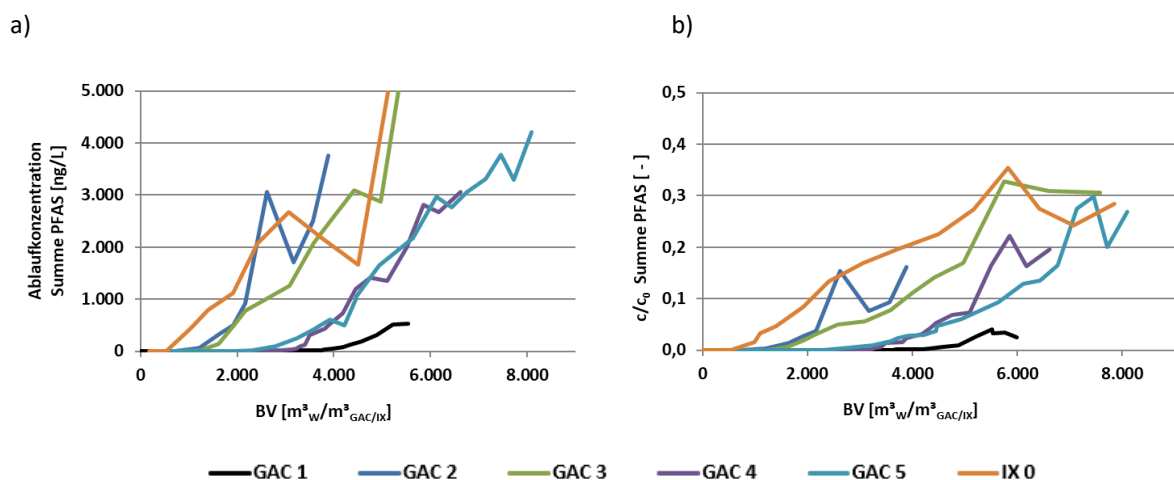 a)
b)
Ablaufkonzentration
Summe PFAS [ng/L]
5.000
4.000
3.000
2.000
1.000
0
0
2.000
4.000
6.000
8.000
BV [m³W/m³GAC/IX]
c/c0 Summe PFAS [ - ]
0,5
0,4
0,3
0,2
0,1
0,0
0
2.000
4.000
6.000
8.000
BV [m³W/m³GAC/IX]
GAC 1 GAC 2 GAC 3 GAC 4 GAC 5 IX 0